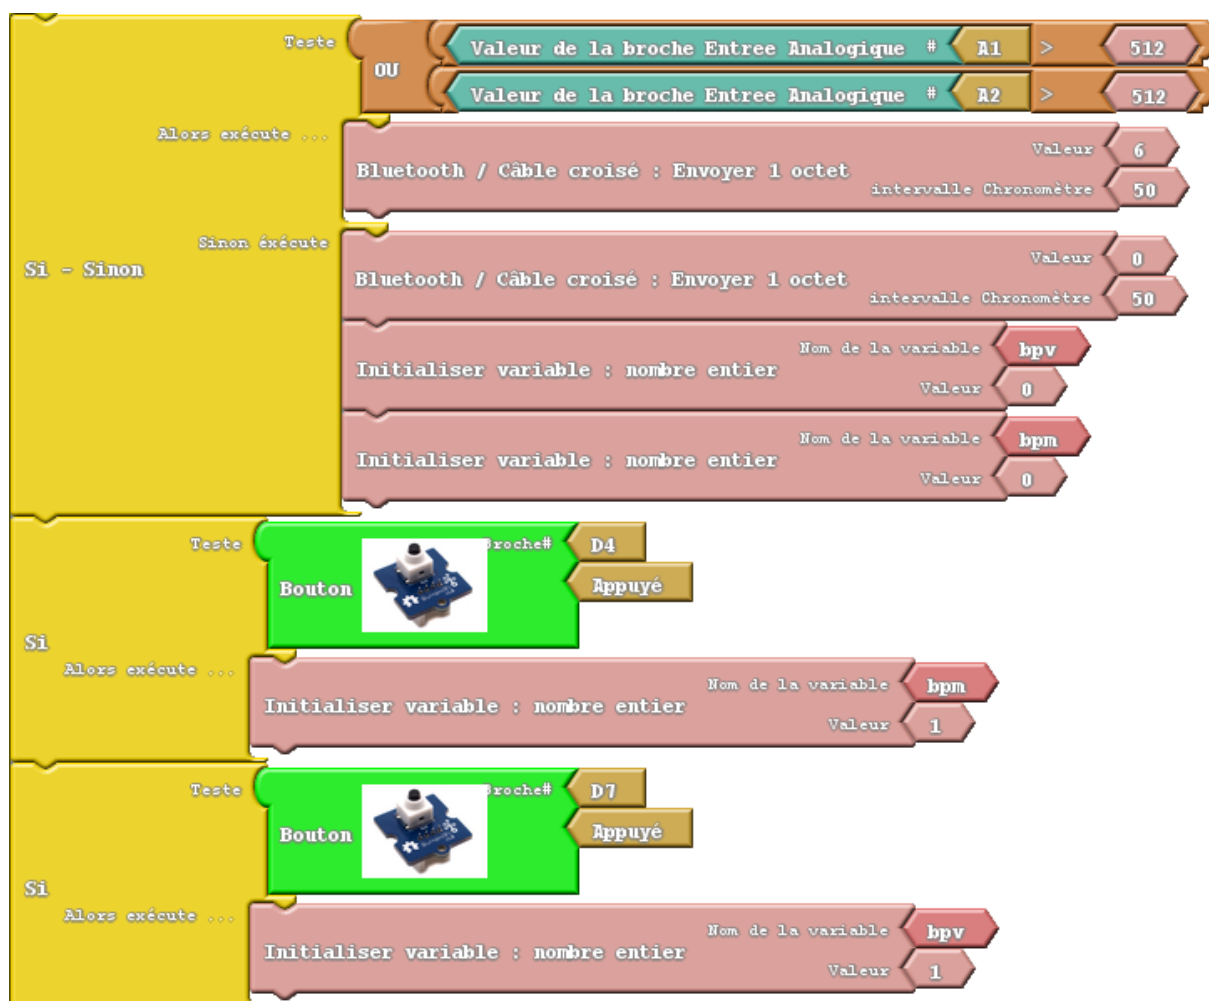 Teste
OU
Valeur de la broche Entree Analogique # A1 > 512
Valeur de la broche Entree Analogique # A2 > 512
Alors exécute ...
Bluetooth / Câble croisé : Envoyer 1 octet
Valeur 6
intervalle Chronomètre 50
Si - Sinon
Sinon éxécute
Bluetooth / Câble croisé : Envoyer 1 octet
Valeur 0
intervalle Chronomètre 50
Initialiser variable : nombre entier
Nom de la variable bpv
Valeur 0
Initialiser variable : nombre entier
Nom de la variable bpm
Valeur 0
Si
Teste
Bouton
Broche# D4
Appuyé
Alors exécute ...
Initialiser variable : nombre entier
Nom de la variable bpm
Valeur 1
Si
Teste
Bouton
Broche# D7
Appuyé
Alors exécute ...
Initialiser variable : nombre entier
Nom de la variable bpv
Valeur 1